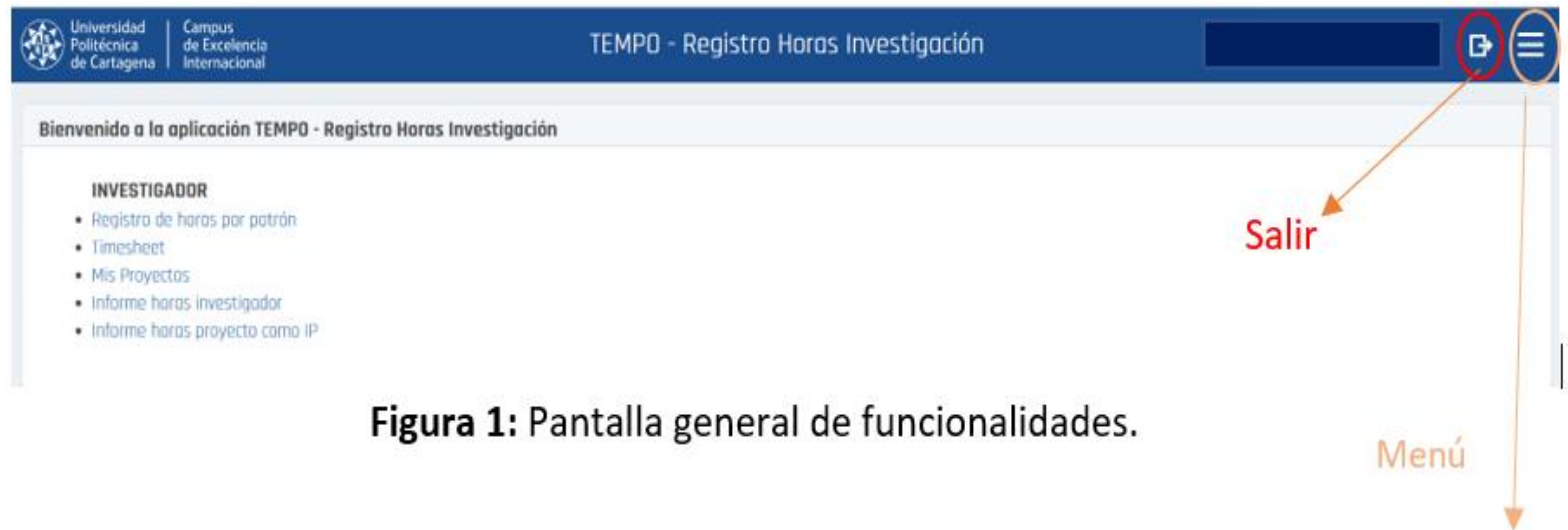 Universidad
Politécnica
de Cartagena
Campus
de Excelencia
Internacional
TEMPO - Registro Horas Investigación
Bienvenido a la aplicación TEMPO - Registro Horas Investigación
INVESTIGADOR
• Registro de horas por patrón
• Timesheet
• Mis Proyectos
• Informe horas investigador
• Informe horas proyecto como IP
Salir
Figura 1: Pantalla general de funcionalidades.
Menú